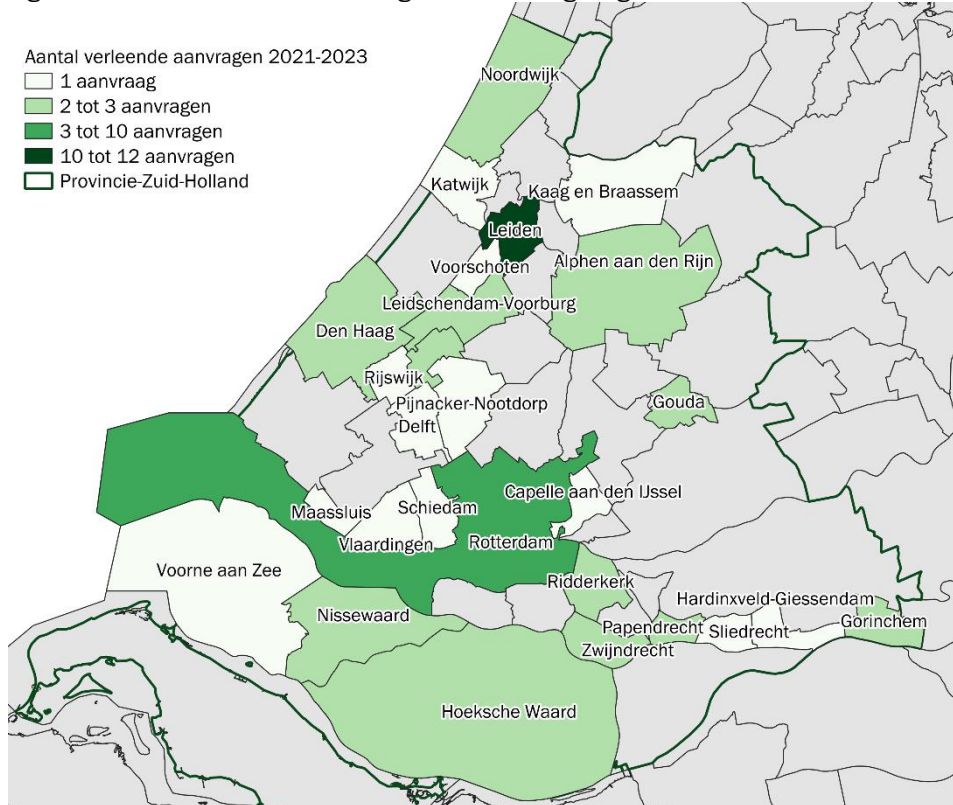 Aantal verleende aanvragen 2021-2023
1 aanvraag
2 tot 3 aanvragen
3 tot 10 aanvragen
10 tot 12 aanvragen
Provincie-Zuid-Holland
Noordwijk
Katwijk
Kaag en Braassem
Leiden
Voorschoten
Alphen aan den Rijn
Leidschendam-Voorburg
Den Haag
Rijswijk
Pijnacker-Nootdorp
Gouda
Delft
Capelle aan den IJssel
Maassluis
Schiedam
Vlaardingen
Rotterdam
Voorne aan Zee
Ridderkerk
Hardinxveld-Giessendam
Nissewaard
Papendrecht
Sliedrecht
Gorinchem
Zwijndrecht
Hoeksche Waard